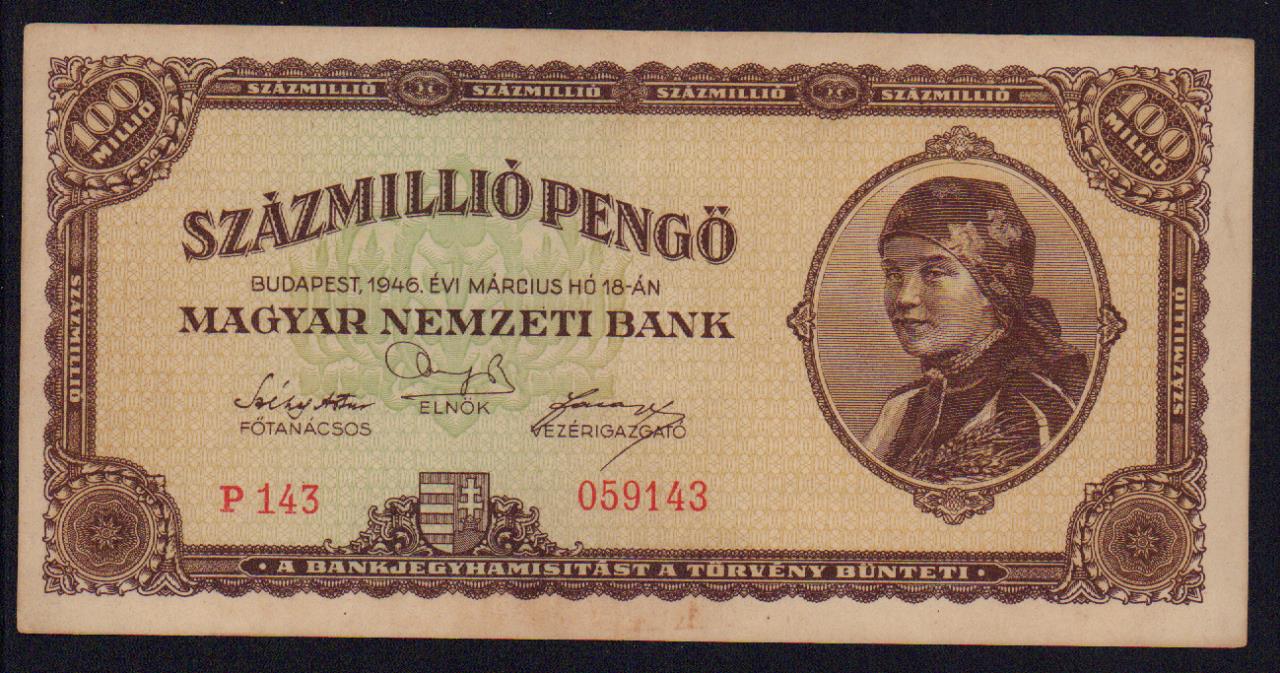 SZÁZMILLIÓ SZÁZMILLIÓ SZÁZMILLIÓ SZÁZMILLIÓ
100 MILLIÓ
100 MILLIÓ
SZÁZMILLIÓ PENGŐ
BUDAPEST, 1946. ÉVI MÁRCIUS HÓ 18-ÁN
MAGYAR NEMZETI BANK
ELNÖK
FŐTANÁCSOS
VEZÉRIGAZGATÓ
SZÁZMILLIÓ
SZÁZMILLIÓ
P 143
059143
· A BANKJEGYHAMISITÁST A TÖRVÉNY BÜNTETI ·